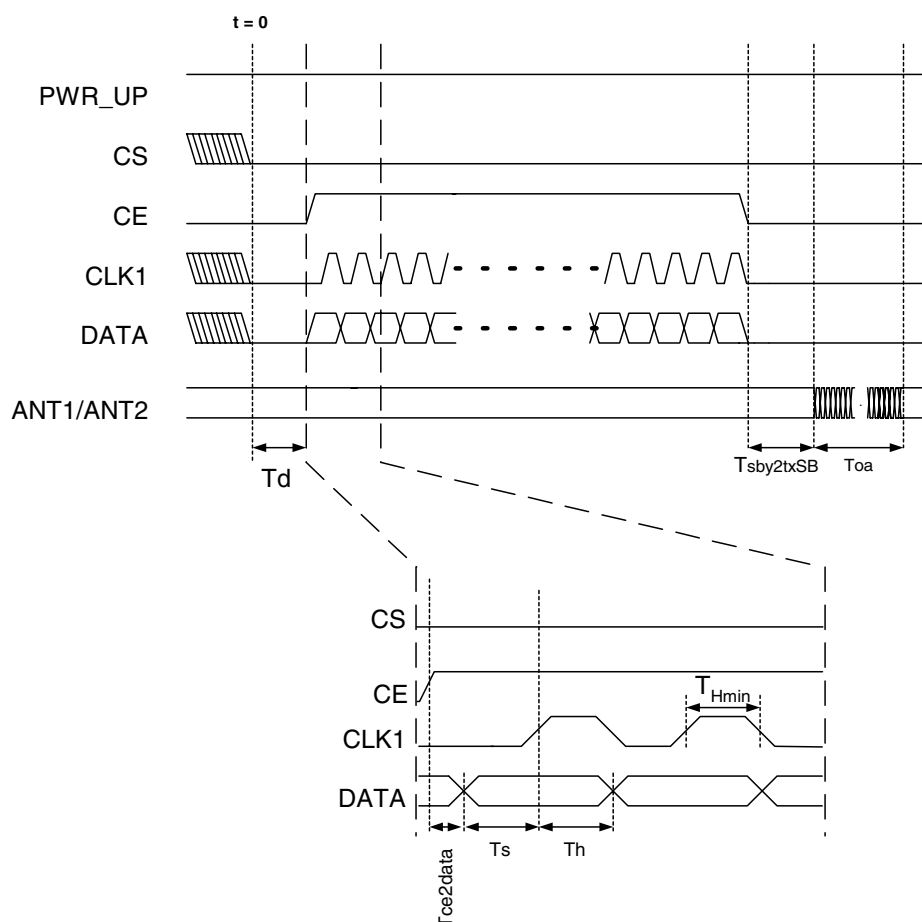 t = 0
PWR_UP
CS
CE
CLK1
DATA
ANT1/ANT2
Td
Tsby2txSB
Toa
CS
CE
THmin
CLK1
DATA
Tce2data
Ts
Th